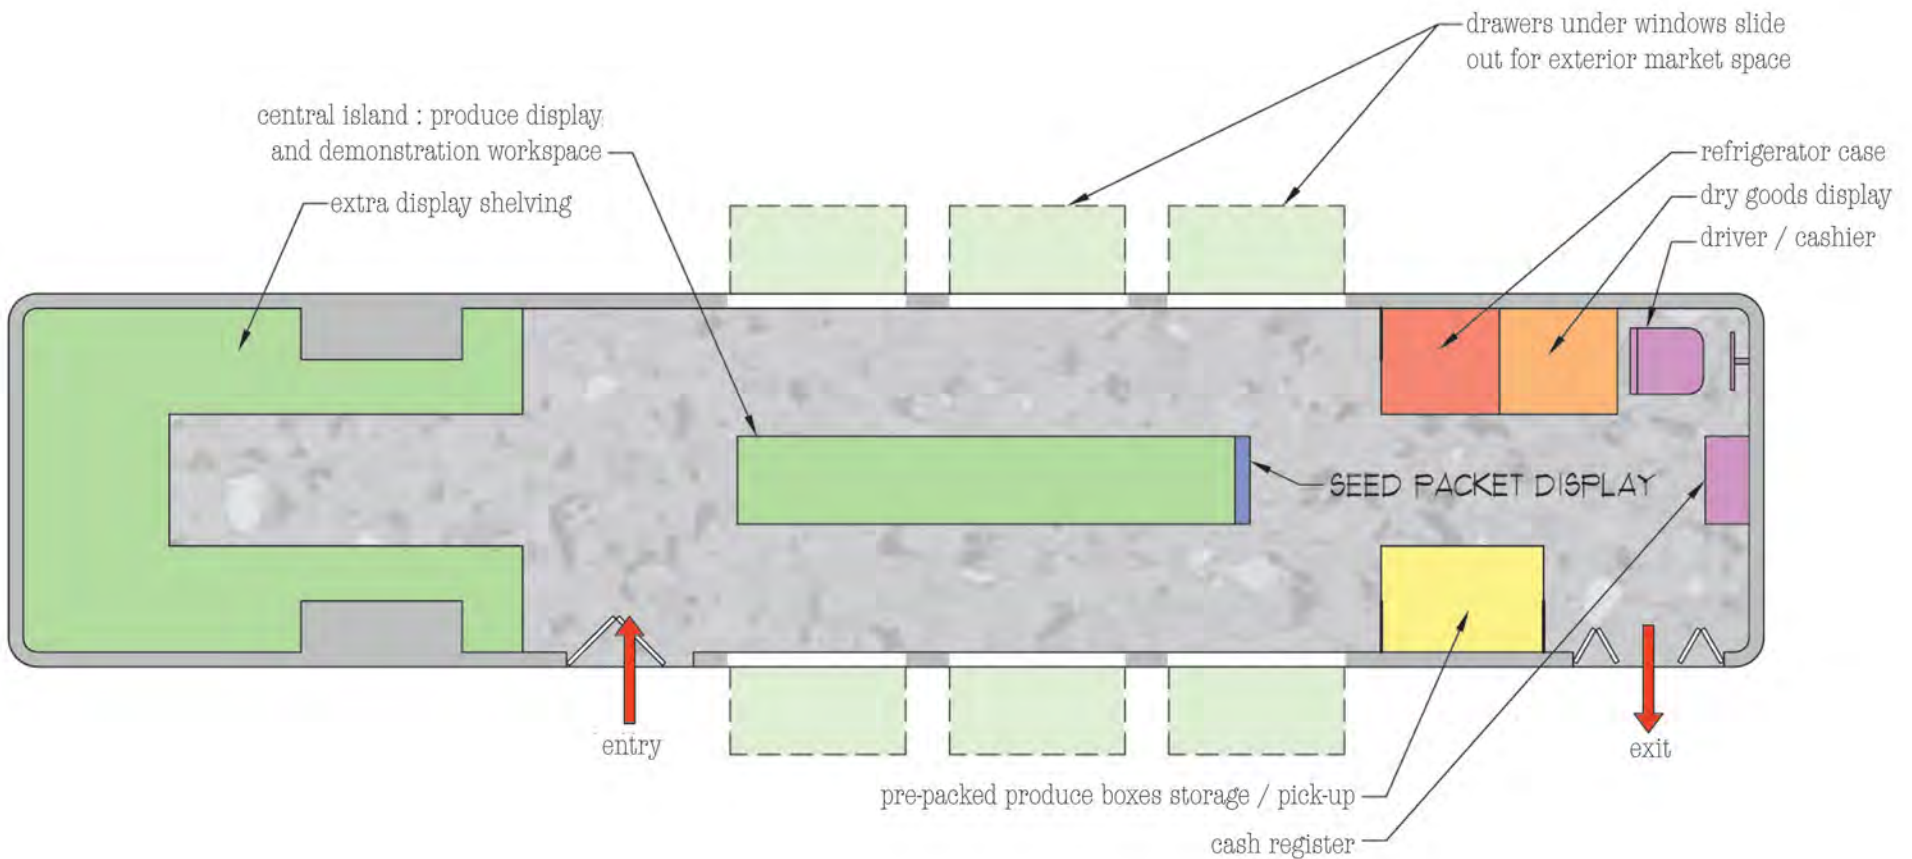 drawers under windows slide
out for exterior market space
central island : produce display
and demonstration workspace
extra display shelving
refrigerator case
dry goods display
driver / cashier
SEED PACKET DISPLAY
entry
exit
pre-packed produce boxes storage / pick-up
cash register